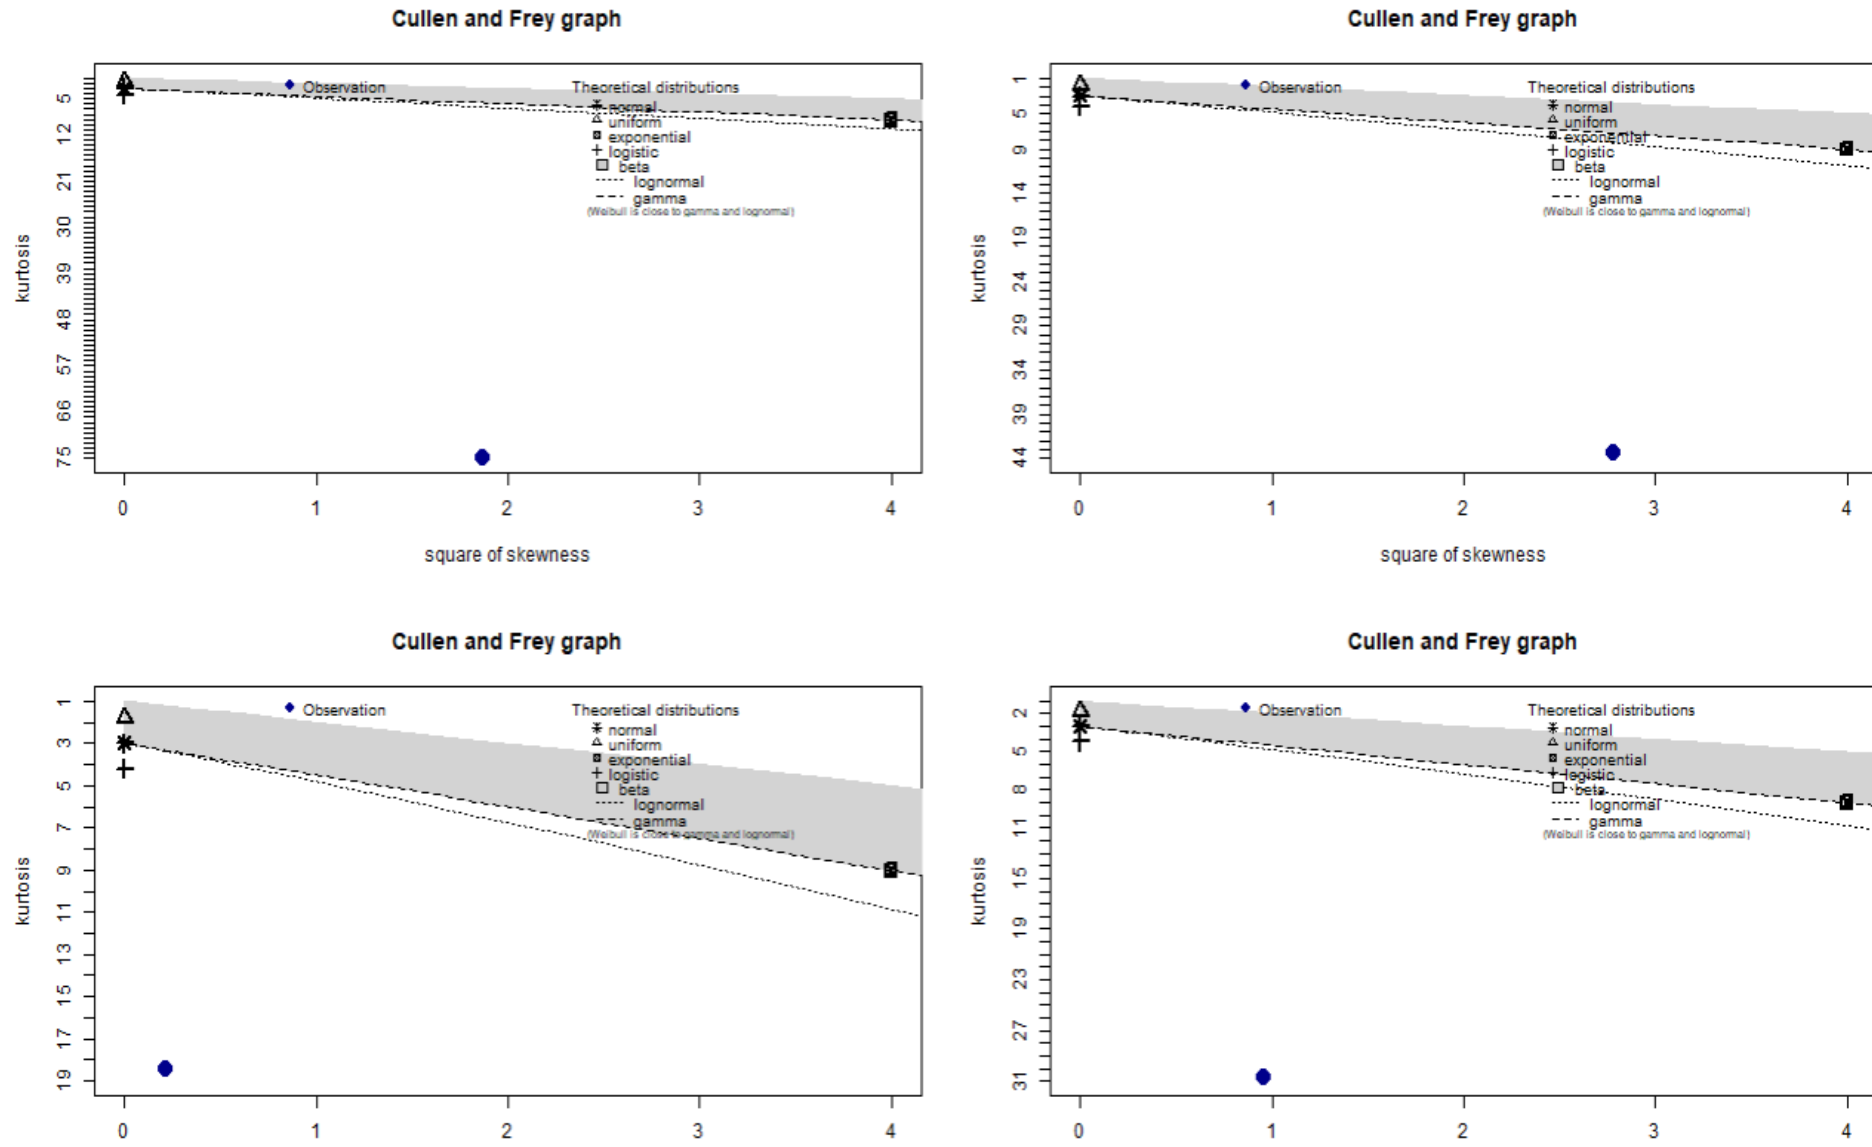 Cullen and Frey graph
Observation
Theoretical distributions
normal
uniform
exponential
logistic
beta
lognormal
gamma
(Weibull is close to gamma and lognormal)
kurtosis
5
12
21
30
39
48
57
66
75
0 1 2 3 4
square of skewness
Cullen and Frey graph
Observation
Theoretical distributions
normal
uniform
exponential
logistic
beta
lognormal
gamma
(Weibull is close to gamma and lognormal)
kurtosis
1
5
9
14
19
24
29
34
39
44
0 1 2 3 4
square of skewness
Cullen and Frey graph
Observation
Theoretical distributions
normal
uniform
exponential
logistic
beta
lognormal
gamma
(Weibull is close to gamma and lognormal)
kurtosis
1
3
5
7
9
11
13
15
17
19
0 1 2 3 4
Cullen and Frey graph
Observation
Theoretical distributions
normal
uniform
exponential
logistic
beta
lognormal
gamma
(Weibull is close to gamma and lognormal)
kurtosis
2
5
8
11
15
19
23
27
31
0 1 2 3 4